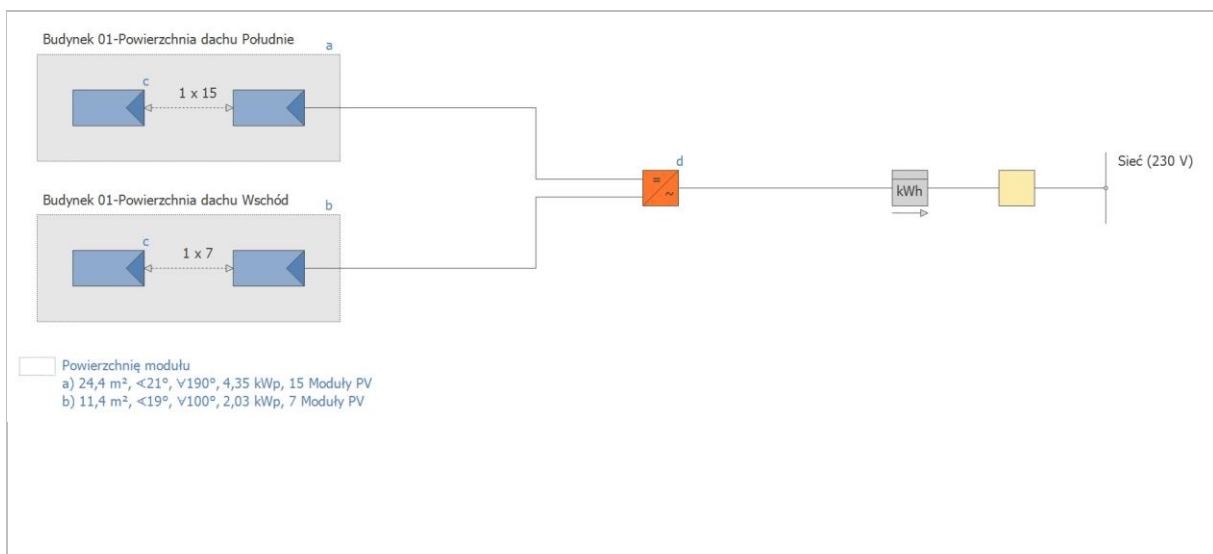 Budynek 01-Powierzchnia dachu Południe
a
c
1 x 15
d
Sieć (230 V)
=
~
kWh
Budynek 01-Powierzchnia dachu Wschód
b
c
1 x 7
Powierzchnię modułu
a) 24,4 m², ∢21°, ∨190°, 4,35 kWp, 15 Moduły PV
b) 11,4 m², ∢19°, ∨100°, 2,03 kWp, 7 Moduły PV